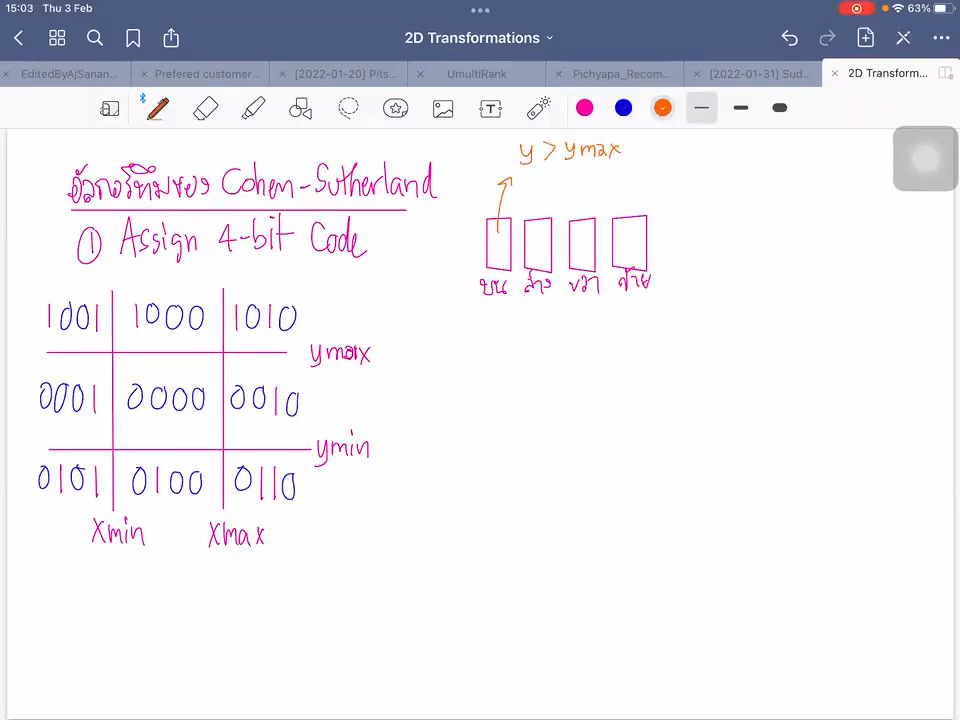 15:03 Thu 3 Feb
63%
2D Transformations
EditedByAjSanan...
Prefered customer...
[2022-01-20] Pits...
UmultiRank
Pichyapa_Recom...
[2022-01-31] Sud...
2D Transform...
อัลกอริทึมของ Cohen-Sutherland
① Assign 4-bit Code
y > ymax
บน ล่าง ขวา ซ้าย
1001 1000 1010
ymax
0001 0000 0010
ymin
0101 0100 0110
Xmin Xmax